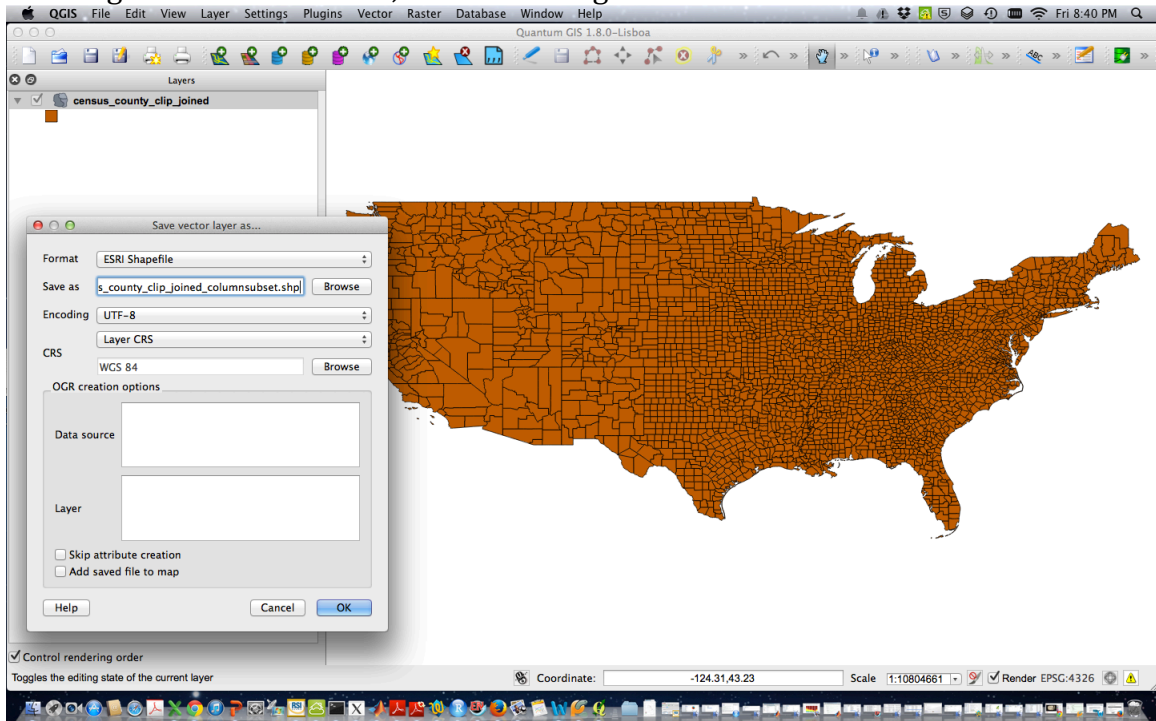 QGIS File Edit View Layer Settings Plugins Vector Raster Database Window Help Fri 8:40 PM
Quantum GIS 1.8.0-Lisboa
Layers
census_county_clip_joined
Save vector layer as...
Format ESRI Shapefile
Save as s_county_clip_joined_columnsubset.shp Browse
Encoding UTF-8
Layer CRS
CRS
WGS 84 Browse
OGR creation options
Data source
Layer
Skip attribute creation
Add saved file to map
Help Cancel OK
Control rendering order
Toggles the editing state of the current layer Coordinate: -124.31,43.23 Scale 1:10804661 Render EPSG:4326